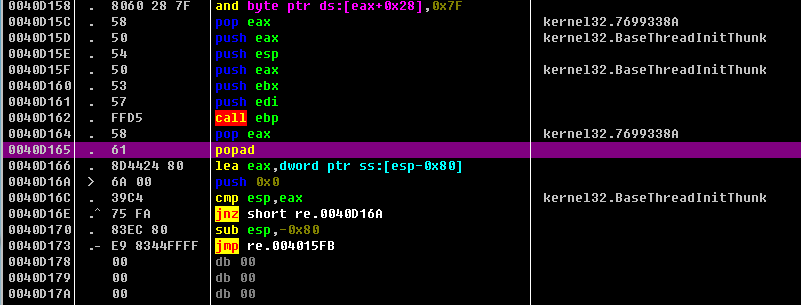 0040D158 . 8060 28 7F and byte ptr ds:[eax+0x28],0x7F
0040D15C . 58 pop eax kernel32.7699338A
0040D15D . 50 push eax kernel32.BaseThreadInitThunk
0040D15E . 54 push esp
0040D15F . 50 push eax kernel32.BaseThreadInitThunk
0040D160 . 53 push ebx
0040D161 . 57 push edi
0040D162 . FFD5 call ebp
0040D164 . 58 pop eax kernel32.7699338A
0040D165 . 61 popad
0040D166 . 8D4424 80 lea eax,dword ptr ss:[esp-0x80]
0040D16A > 6A 00 push 0x0
0040D16C . 39C4 cmp esp,eax kernel32.BaseThreadInitThunk
0040D16E .^ 75 FA jnz short re.0040D16A
0040D170 . 83EC 80 sub esp,-0x80
0040D173 .- E9 8344FFFF jmp re.004015FB
0040D178 00 db 00
0040D179 00 db 00
0040D17A 00 db 00